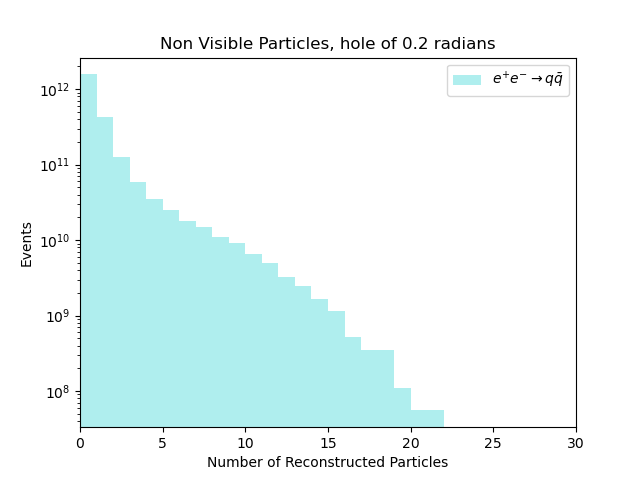 Non Visible Particles, hole of 0.2 radians
e⁺e⁻ → qq̄
Events
10¹²
10¹¹
10¹⁰
10⁹
10⁸
0 5 10 15 20 25 30
Number of Reconstructed Particles